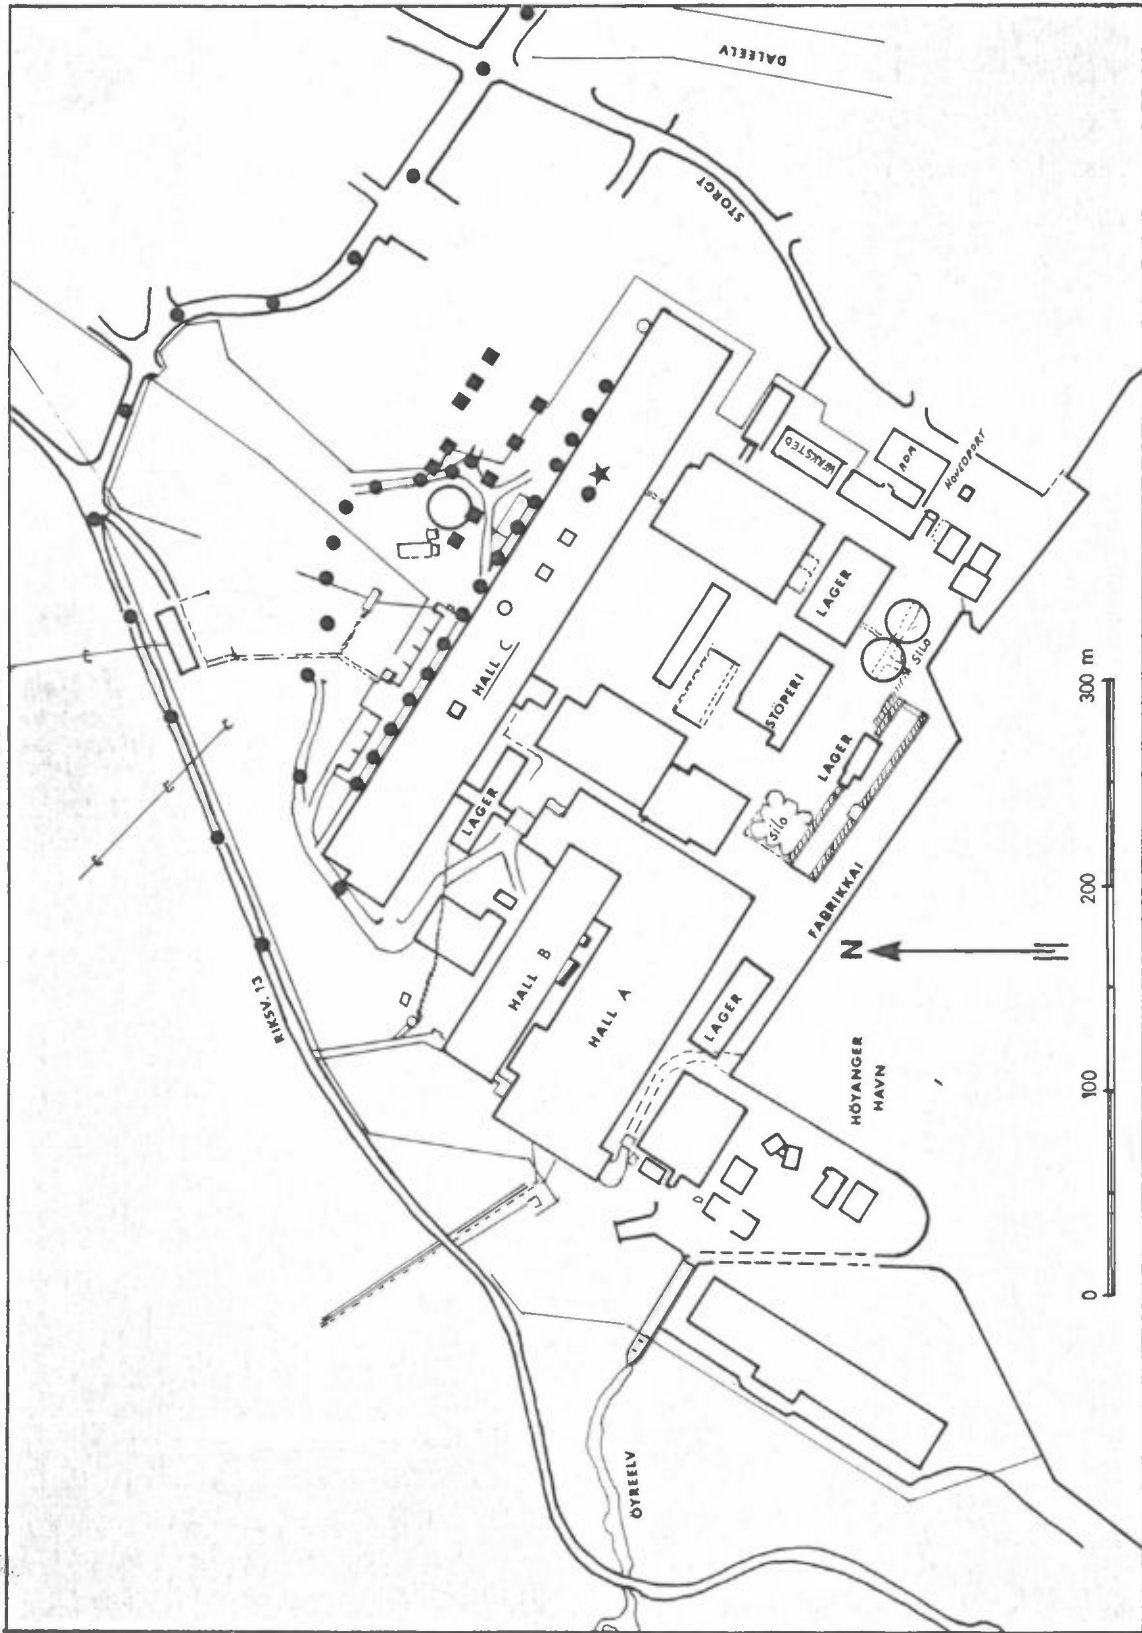 DALEELV
STORGT
HALL C
VERKSTED
ADM
HOVEDPORT
LAGER
SILO
STÖPERI
LAGER
LAGER
Silo
FABRIKKAI
RIKSV. 13
HALL B
HALL A
LAGER
N
HÖYANGER
HAVN
ÖYREELV
0 100 200 300 m